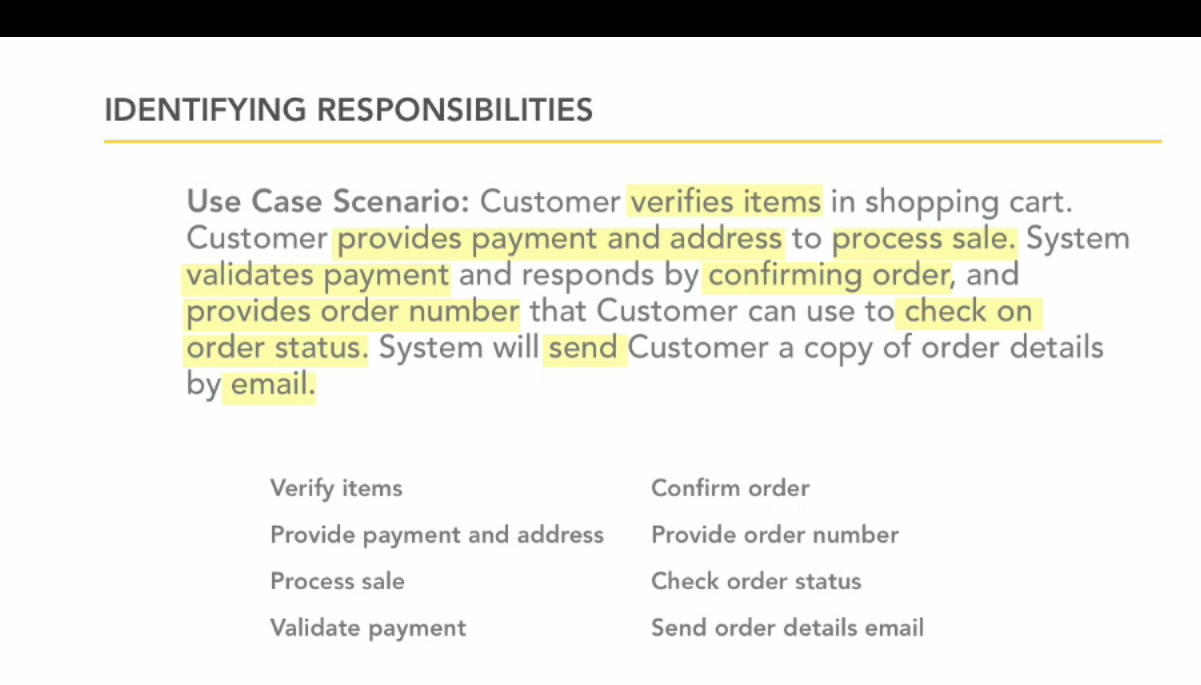 IDENTIFYING RESPONSIBILITIES
Use Case Scenario: Customer verifies items in shopping cart.
Customer provides payment and address to process sale. System
validates payment and responds by confirming order, and
provides order number that Customer can use to check on
order status. System will send Customer a copy of order details
by email.
Verify items
Provide payment and address
Process sale
Validate payment
Confirm order
Provide order number
Check order status
Send order details email